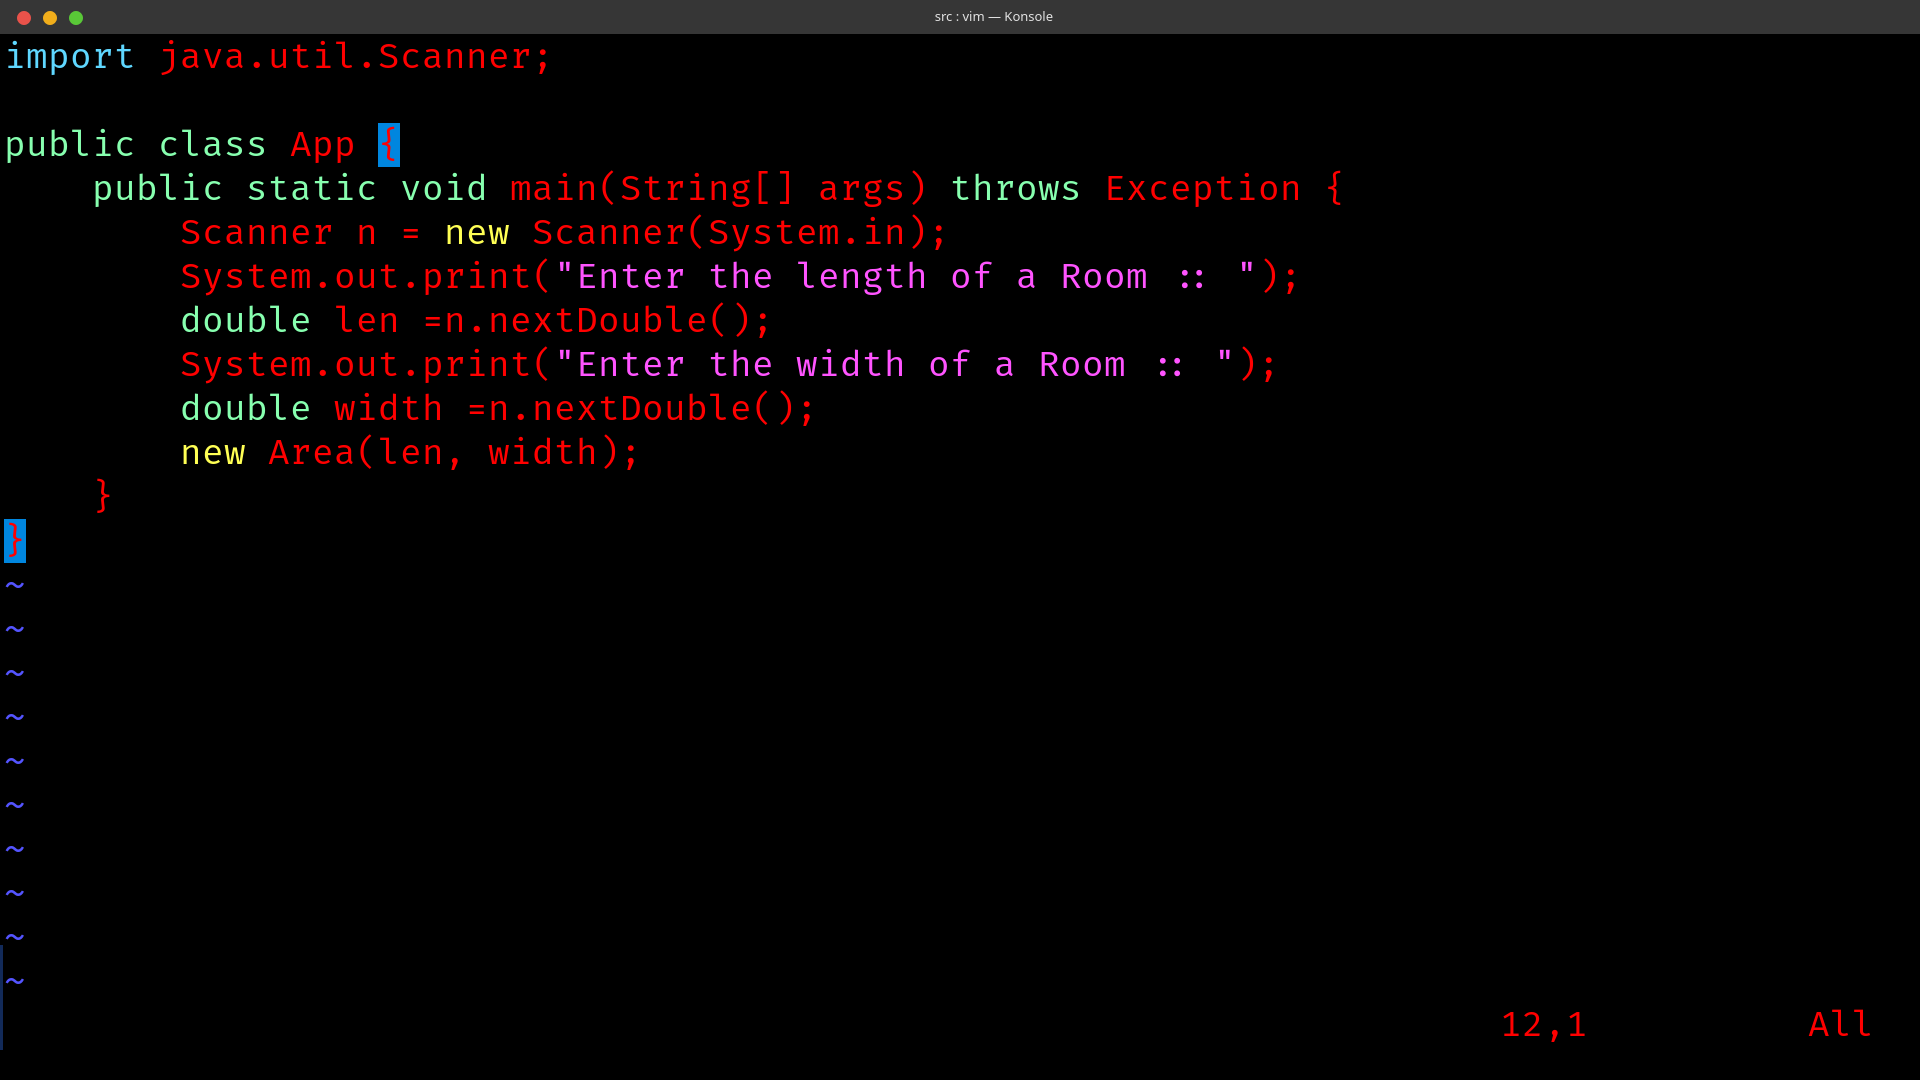 src : vim — Konsole
import java.util.Scanner;
public class App {
    public static void main(String[] args) throws Exception {
        Scanner n = new Scanner(System.in);
        System.out.print("Enter the length of a Room :: ");
        double len =n.nextDouble();
        System.out.print("Enter the width of a Room :: ");
        double width =n.nextDouble();
        new Area(len, width);
    }
}
~
~
~
~
~
~
~
~
~
~
12,1 All